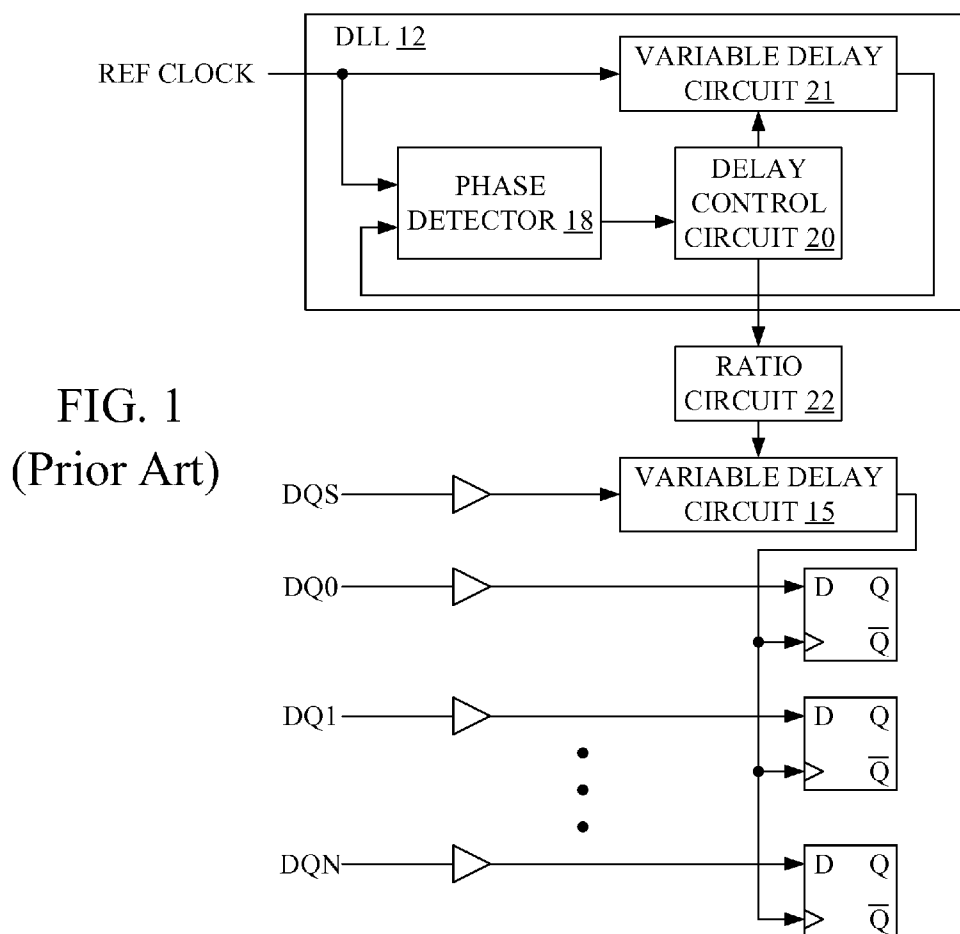 DLL 12
REF CLOCK
VARIABLE DELAY
CIRCUIT 21
PHASE
DETECTOR 18
DELAY
CONTROL
CIRCUIT 20
RATIO
CIRCUIT 22
FIG. 1
(Prior Art)
DQS
VARIABLE DELAY
CIRCUIT 15
DQ0
D Q
Q̅
DQ1
D Q
Q̅
DQN
D Q
Q̅